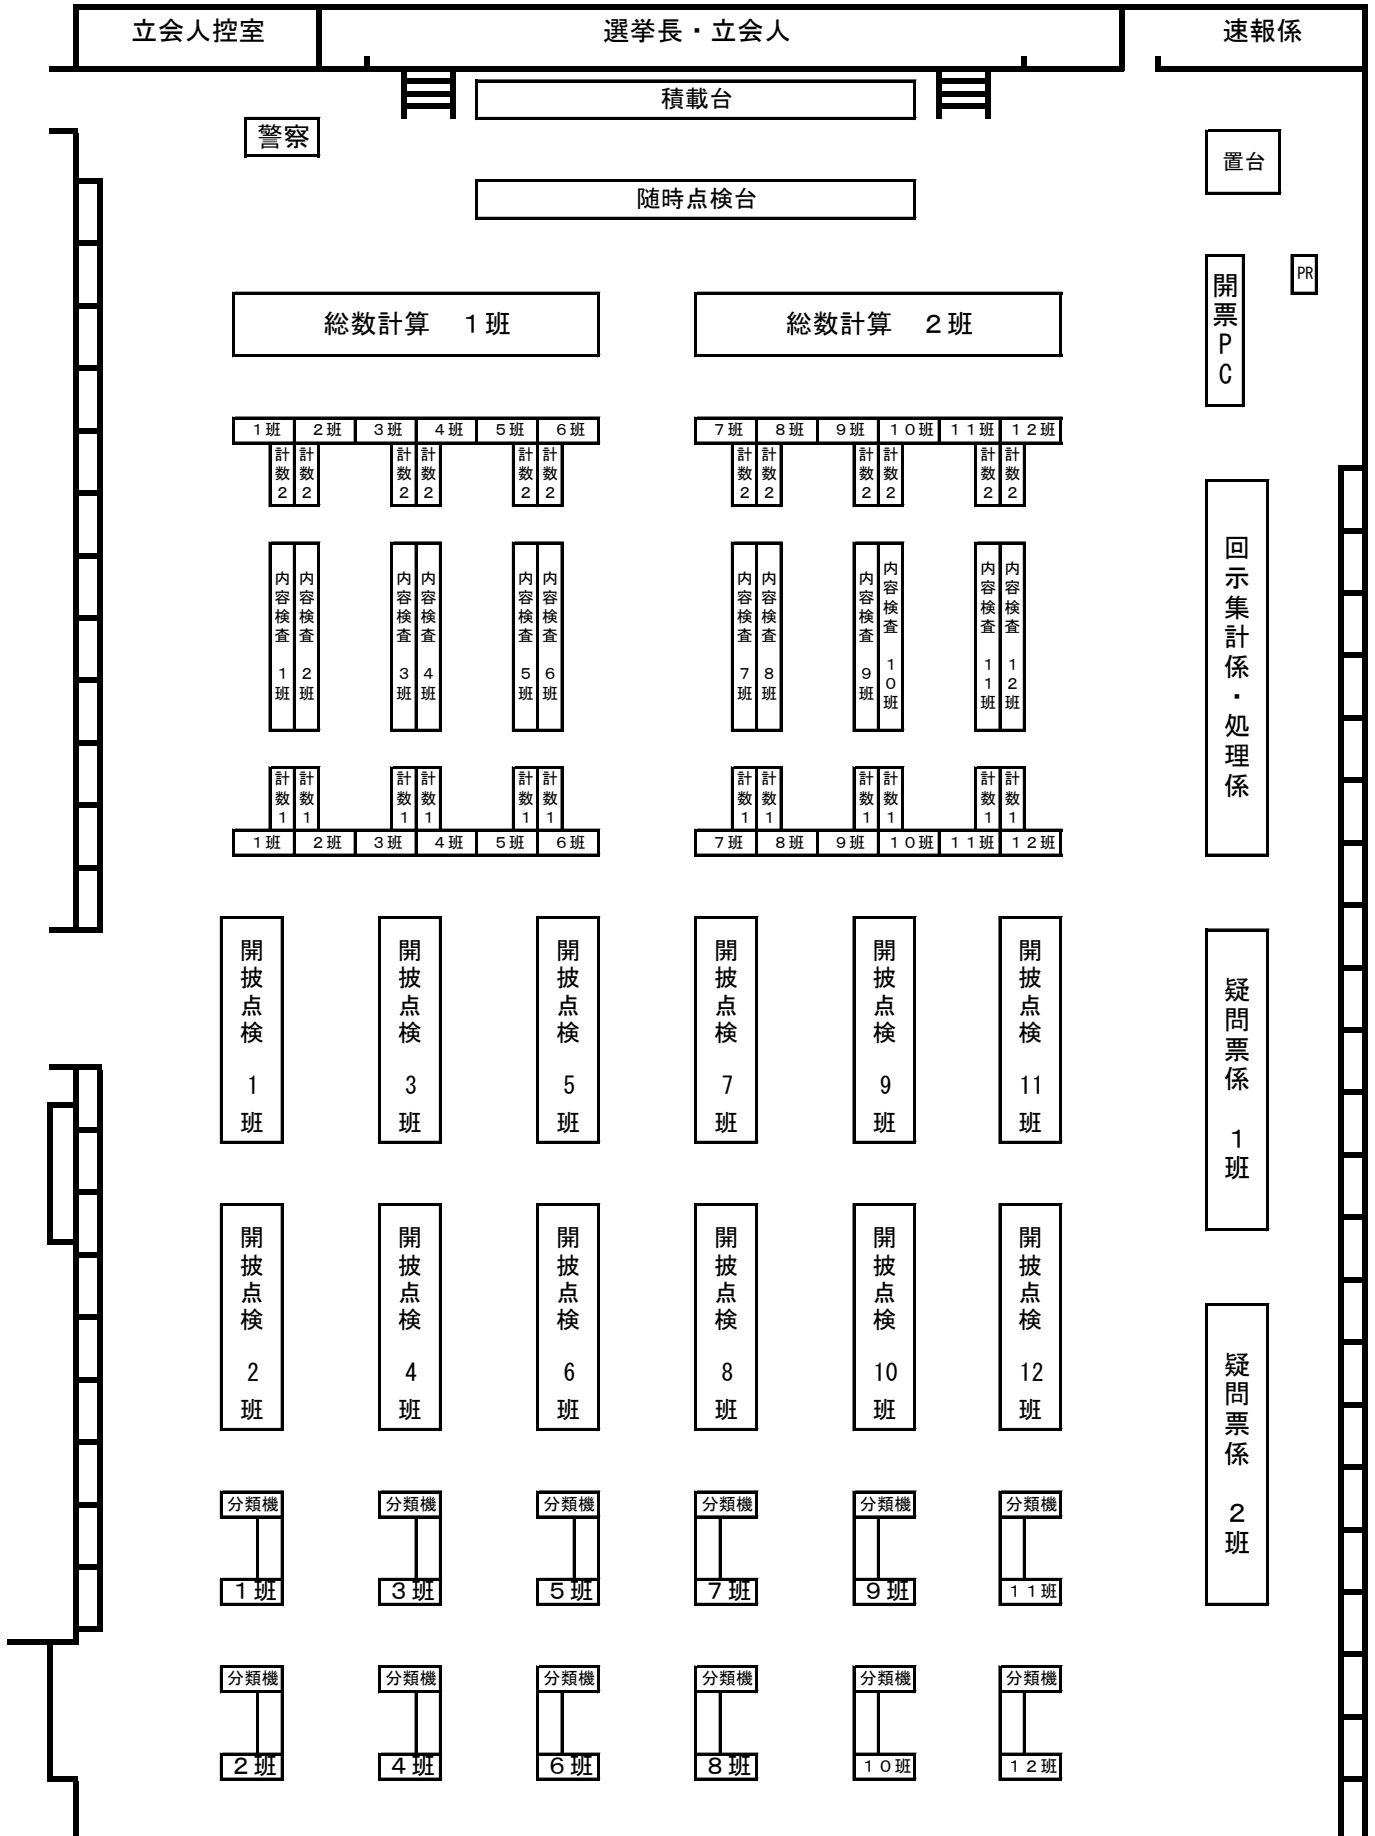 立会人控室
選挙長・立会人
速報係
積載台
警察
置台
随時点検台
開票PC
PR
総数計算　１班
総数計算　２班
１班 ２班 ３班 ４班 ５班 ６班
７班 ８班 ９班 １０班 １１班 １２班
計数２ 計数２ 計数２ 計数２ 計数２ 計数２
計数２ 計数２ 計数２ 計数２ 計数２ 計数２
回示集計係・処理係
内容検査　１班
内容検査　２班
内容検査　３班
内容検査　４班
内容検査　５班
内容検査　６班
内容検査　７班
内容検査　８班
内容検査　９班
内容検査　１０班
内容検査　１１班
内容検査　１２班
計数１ 計数１ 計数１ 計数１ 計数１ 計数１
計数１ 計数１ 計数１ 計数１ 計数１ 計数１
１班 ２班 ３班 ４班 ５班 ６班
７班 ８班 ９班 １０班 １１班 １２班
開披点検　1班
開披点検　3班
開披点検　5班
開披点検　7班
開披点検　9班
開披点検　11班
疑問票係　１班
開披点検　2班
開披点検　4班
開披点検　6班
開披点検　8班
開披点検　10班
開披点検　12班
疑問票係　２班
分類機 分類機 分類機 分類機 分類機 分類機
１班 ３班 ５班 ７班 ９班 １１班
分類機 分類機 分類機 分類機 分類機 分類機
２班 ４班 ６班 ８班 １０班 １２班